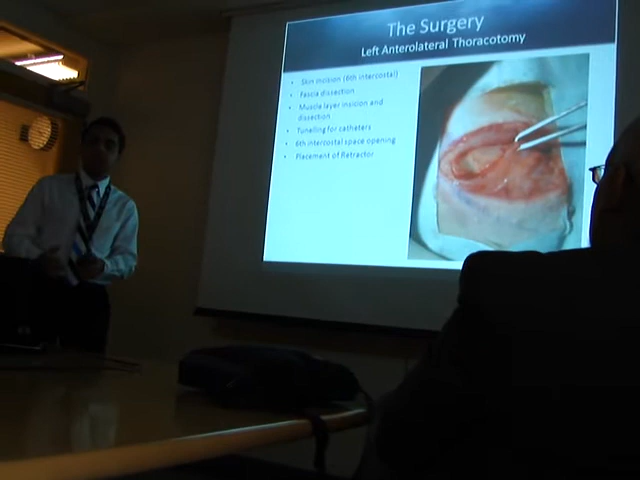 The Surgery
Left Anterolateral Thoracotomy
Skin incision (6th intercostal)
Fascia dissection
Muscle layer insicion and
dissection
Tunelling for catheters
6th intercostal space opening
Placement of Retractor